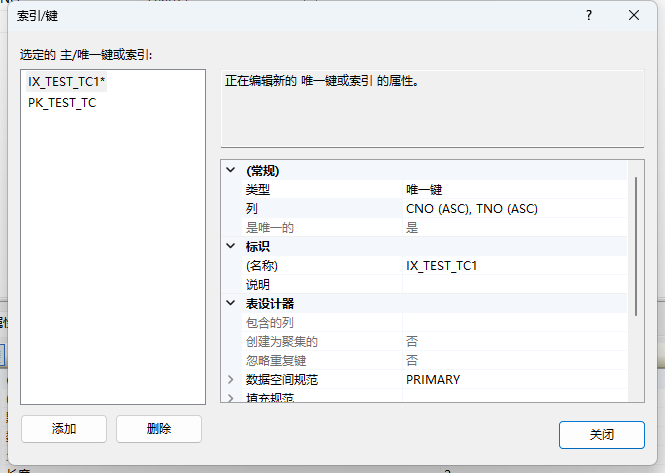 索引/键
?
选定的 主/唯一键或索引:
IX_TEST_TC1*
PK_TEST_TC
正在编辑新的 唯一键或索引 的属性。
(常规)
类型 唯一键
列 CNO (ASC), TNO (ASC)
是唯一的 是
标识
(名称) IX_TEST_TC1
说明
表设计器
包含的列
创建为聚集的 否
忽略重复键 否
数据空间规范 PRIMARY
填充规范
添加
删除
关闭